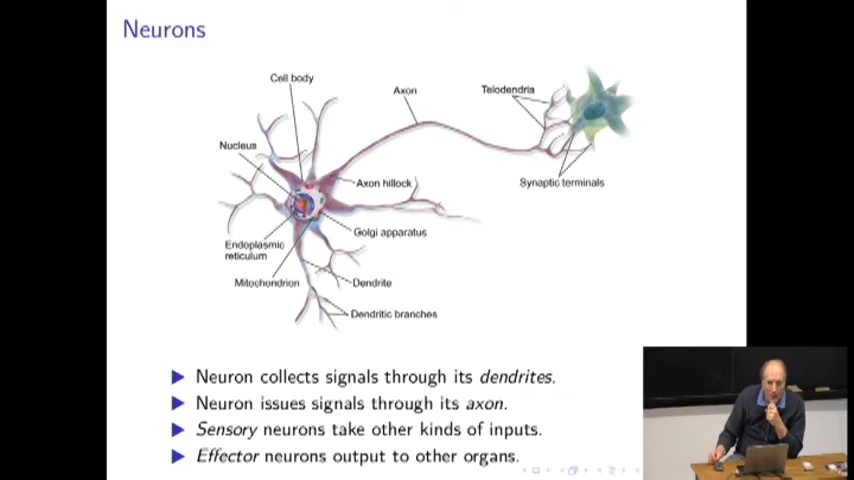 Neurons
Cell body
Axon
Telodendria
Nucleus
Axon hillock
Synaptic terminals
Golgi apparatus
Endoplasmic
reticulum
Mitochondrion
Dendrite
Dendritic branches
Neuron collects signals through its dendrites.
Neuron issues signals through its axon.
Sensory neurons take other kinds of inputs.
Effector neurons output to other organs.